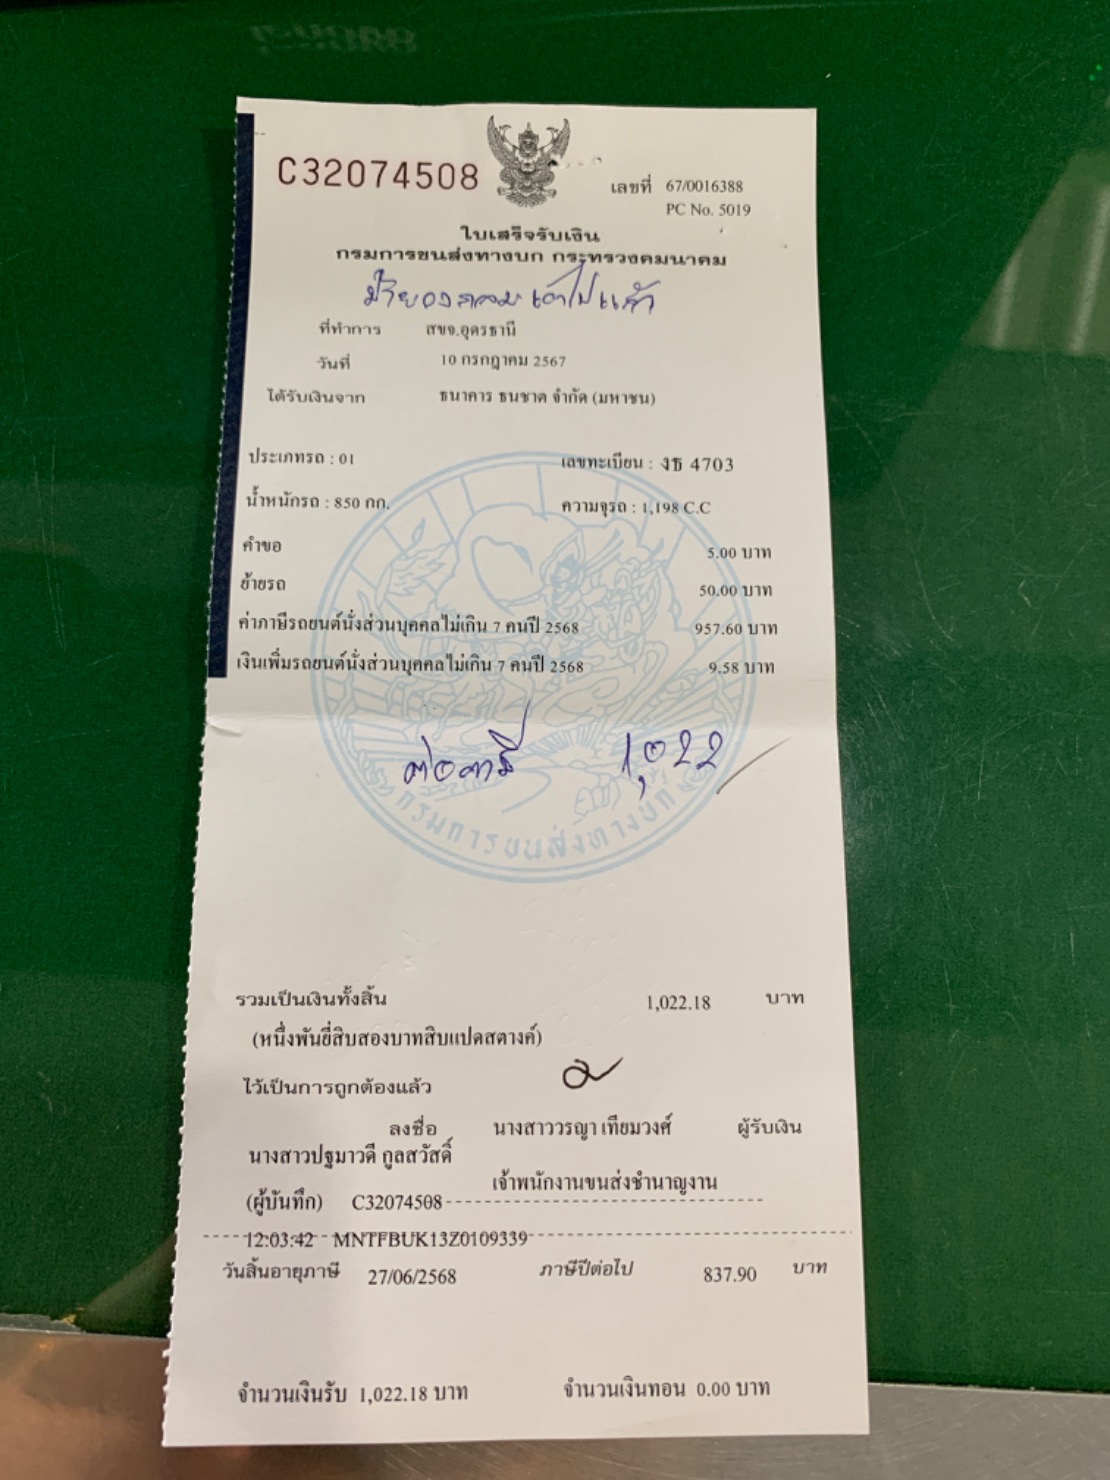 C32074508
เลขที่ 67/0016388
PC No. 5019
ใบเสร็จรับเงิน
กรมการขนส่งทางบก กระทรวงคมนาคม
เอาไปแล้ว
ที่ทำการ สขจ.อุดรธานี
วันที่ 10 กรกฎาคม 2567
ได้รับเงินจาก ธนาคาร ธนชาต จำกัด (มหาชน)
ประเภทรถ : 01 เลขทะเบียน : งธ 4703
น้ำหนักรถ : 850 กก. ความจุรถ : 1,198 C.C
คำขอ 5.00 บาท
ย้ายรถ 50.00 บาท
ค่าภาษีรถยนต์นั่งส่วนบุคคลไม่เกิน 7 คนปี 2568 957.60 บาท
เงินเพิ่มรถยนต์นั่งส่วนบุคคลไม่เกิน 7 คนปี 2568 9.58 บาท
ต่อภาษี 1,022
กรมการขนส่งทางบก
รวมเป็นเงินทั้งสิ้น 1,022.18 บาท
(หนึ่งพันยี่สิบสองบาทสิบแปดสตางค์)
ไว้เป็นการถูกต้องแล้ว
ลงชื่อ นางสาววรญา เทียมวงศ์ ผู้รับเงิน
นางสาวปฐมาวดี กูลสวัสดิ์
เจ้าพนักงานขนส่งชำนาญงาน
(ผู้บันทึก) C32074508
12:03:42 MNTFBUK13Z0109339
วันสิ้นอายุภาษี 27/06/2568 ภาษีปีต่อไป 837.90 บาท
จำนวนเงินรับ 1,022.18 บาท จำนวนเงินทอน 0.00 บาท